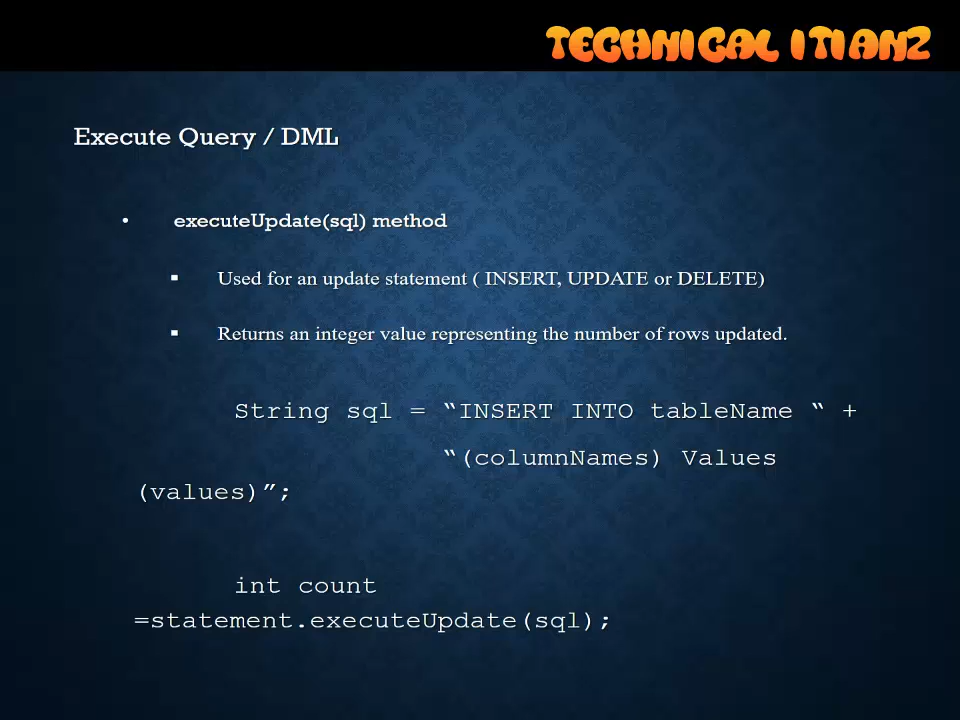 TECHNICAL ITIANZ
Execute Query / DML
• executeUpdate(sql) method
▪ Used for an update statement ( INSERT, UPDATE or DELETE)
▪ Returns an integer value representing the number of rows updated.
String sql = “INSERT INTO tableName “ +
“(columnNames) Values
(values)”;
int count
=statement.executeUpdate(sql);